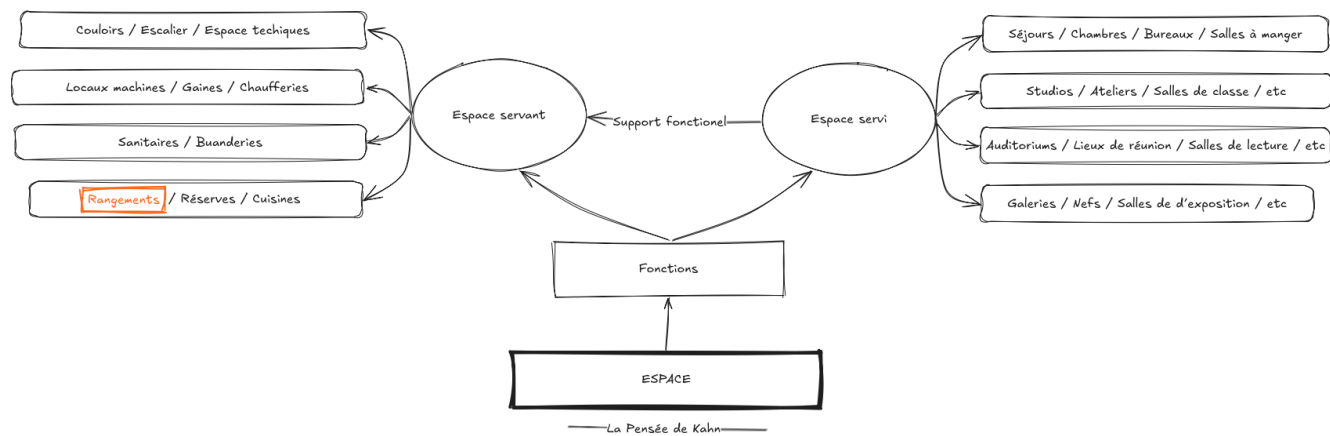 Couloirs / Escalier / Espace techiques
Locaux machines / Gaines / Chaufferies
Sanitaires / Buanderies
Rangements / Réserves / Cuisines
Espace servant
Support fonctionel
Espace servi
Séjours / Chambres / Bureaux / Salles à manger
Studios / Ateliers / Salles de classe / etc
Auditoriums / Lieux de réunion / Salles de lecture / etc
Galeries / Nefs / Salles de d'exposition / etc
Fonctions
ESPACE
La Pensée de Kahn